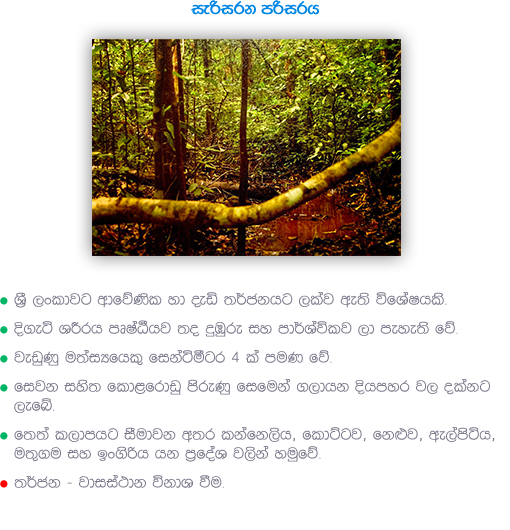 සැරිසරන පරිසරය
ශ්‍රී ලංකාවට ආවේණික හා දැඩි තර්ජනයට ලක්ව ඇති විශේෂයකි.
දිගැටි ශරීරය පෘෂ්ඨීයව තද දුඹුරු සහ පාර්ශ්විකව ලා පැහැති වේ.
වැඩුණු මත්ස්‍යයෙකු සෙන්ටිමීටර 4 ක් පමණ වේ.
සෙවන සහිත කොළරොඩු පිරුණු සෙමෙන් ගලායන දියපහර වල දක්නට
ලැබේ.
තෙත් කලාපයට සීමාවන අතර කන්නෙලිය, කොට්ටව, නෙළුව, ඇල්පිටිය,
මතුගම සහ ඉංගිරිය යන ප්‍රදේශ වලින් හමුවේ.
තර්ජන - වාසස්ථාන විනාශ වීම.